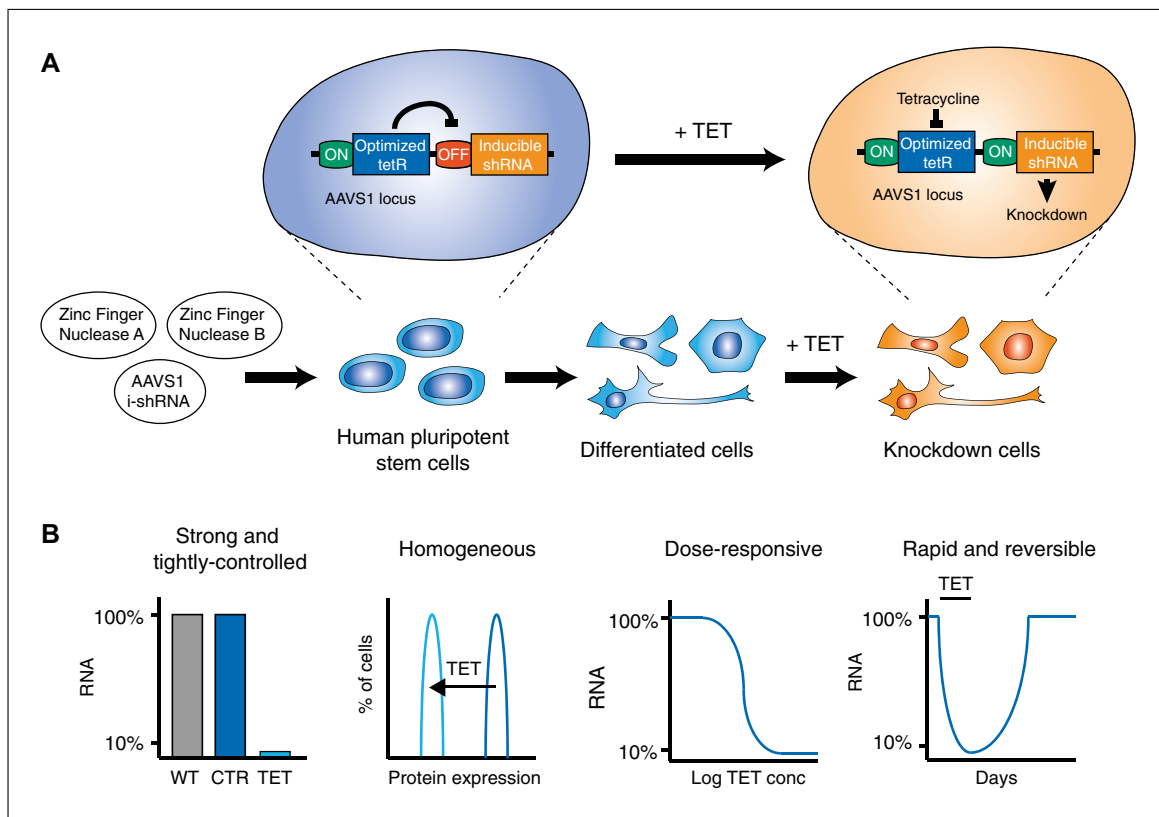 A
ON
Optimized
tetR
OFF
Inducible
shRNA
AAVS1 locus
+ TET
Tetracycline
ON
Optimized
tetR
ON
Inducible
shRNA
AAVS1 locus
Knockdown
Zinc Finger
Nuclease A
Zinc Finger
Nuclease B
AAVS1
i-shRNA
Human pluripotent
stem cells
Differentiated cells
+ TET
Knockdown cells
B
Strong and
tightly-controlled
100%
10%
RNA
WT CTR TET
Homogeneous
% of cells
TET
Protein expression
Dose-responsive
100%
10%
RNA
Log TET conc
Rapid and reversible
TET
100%
10%
RNA
Days